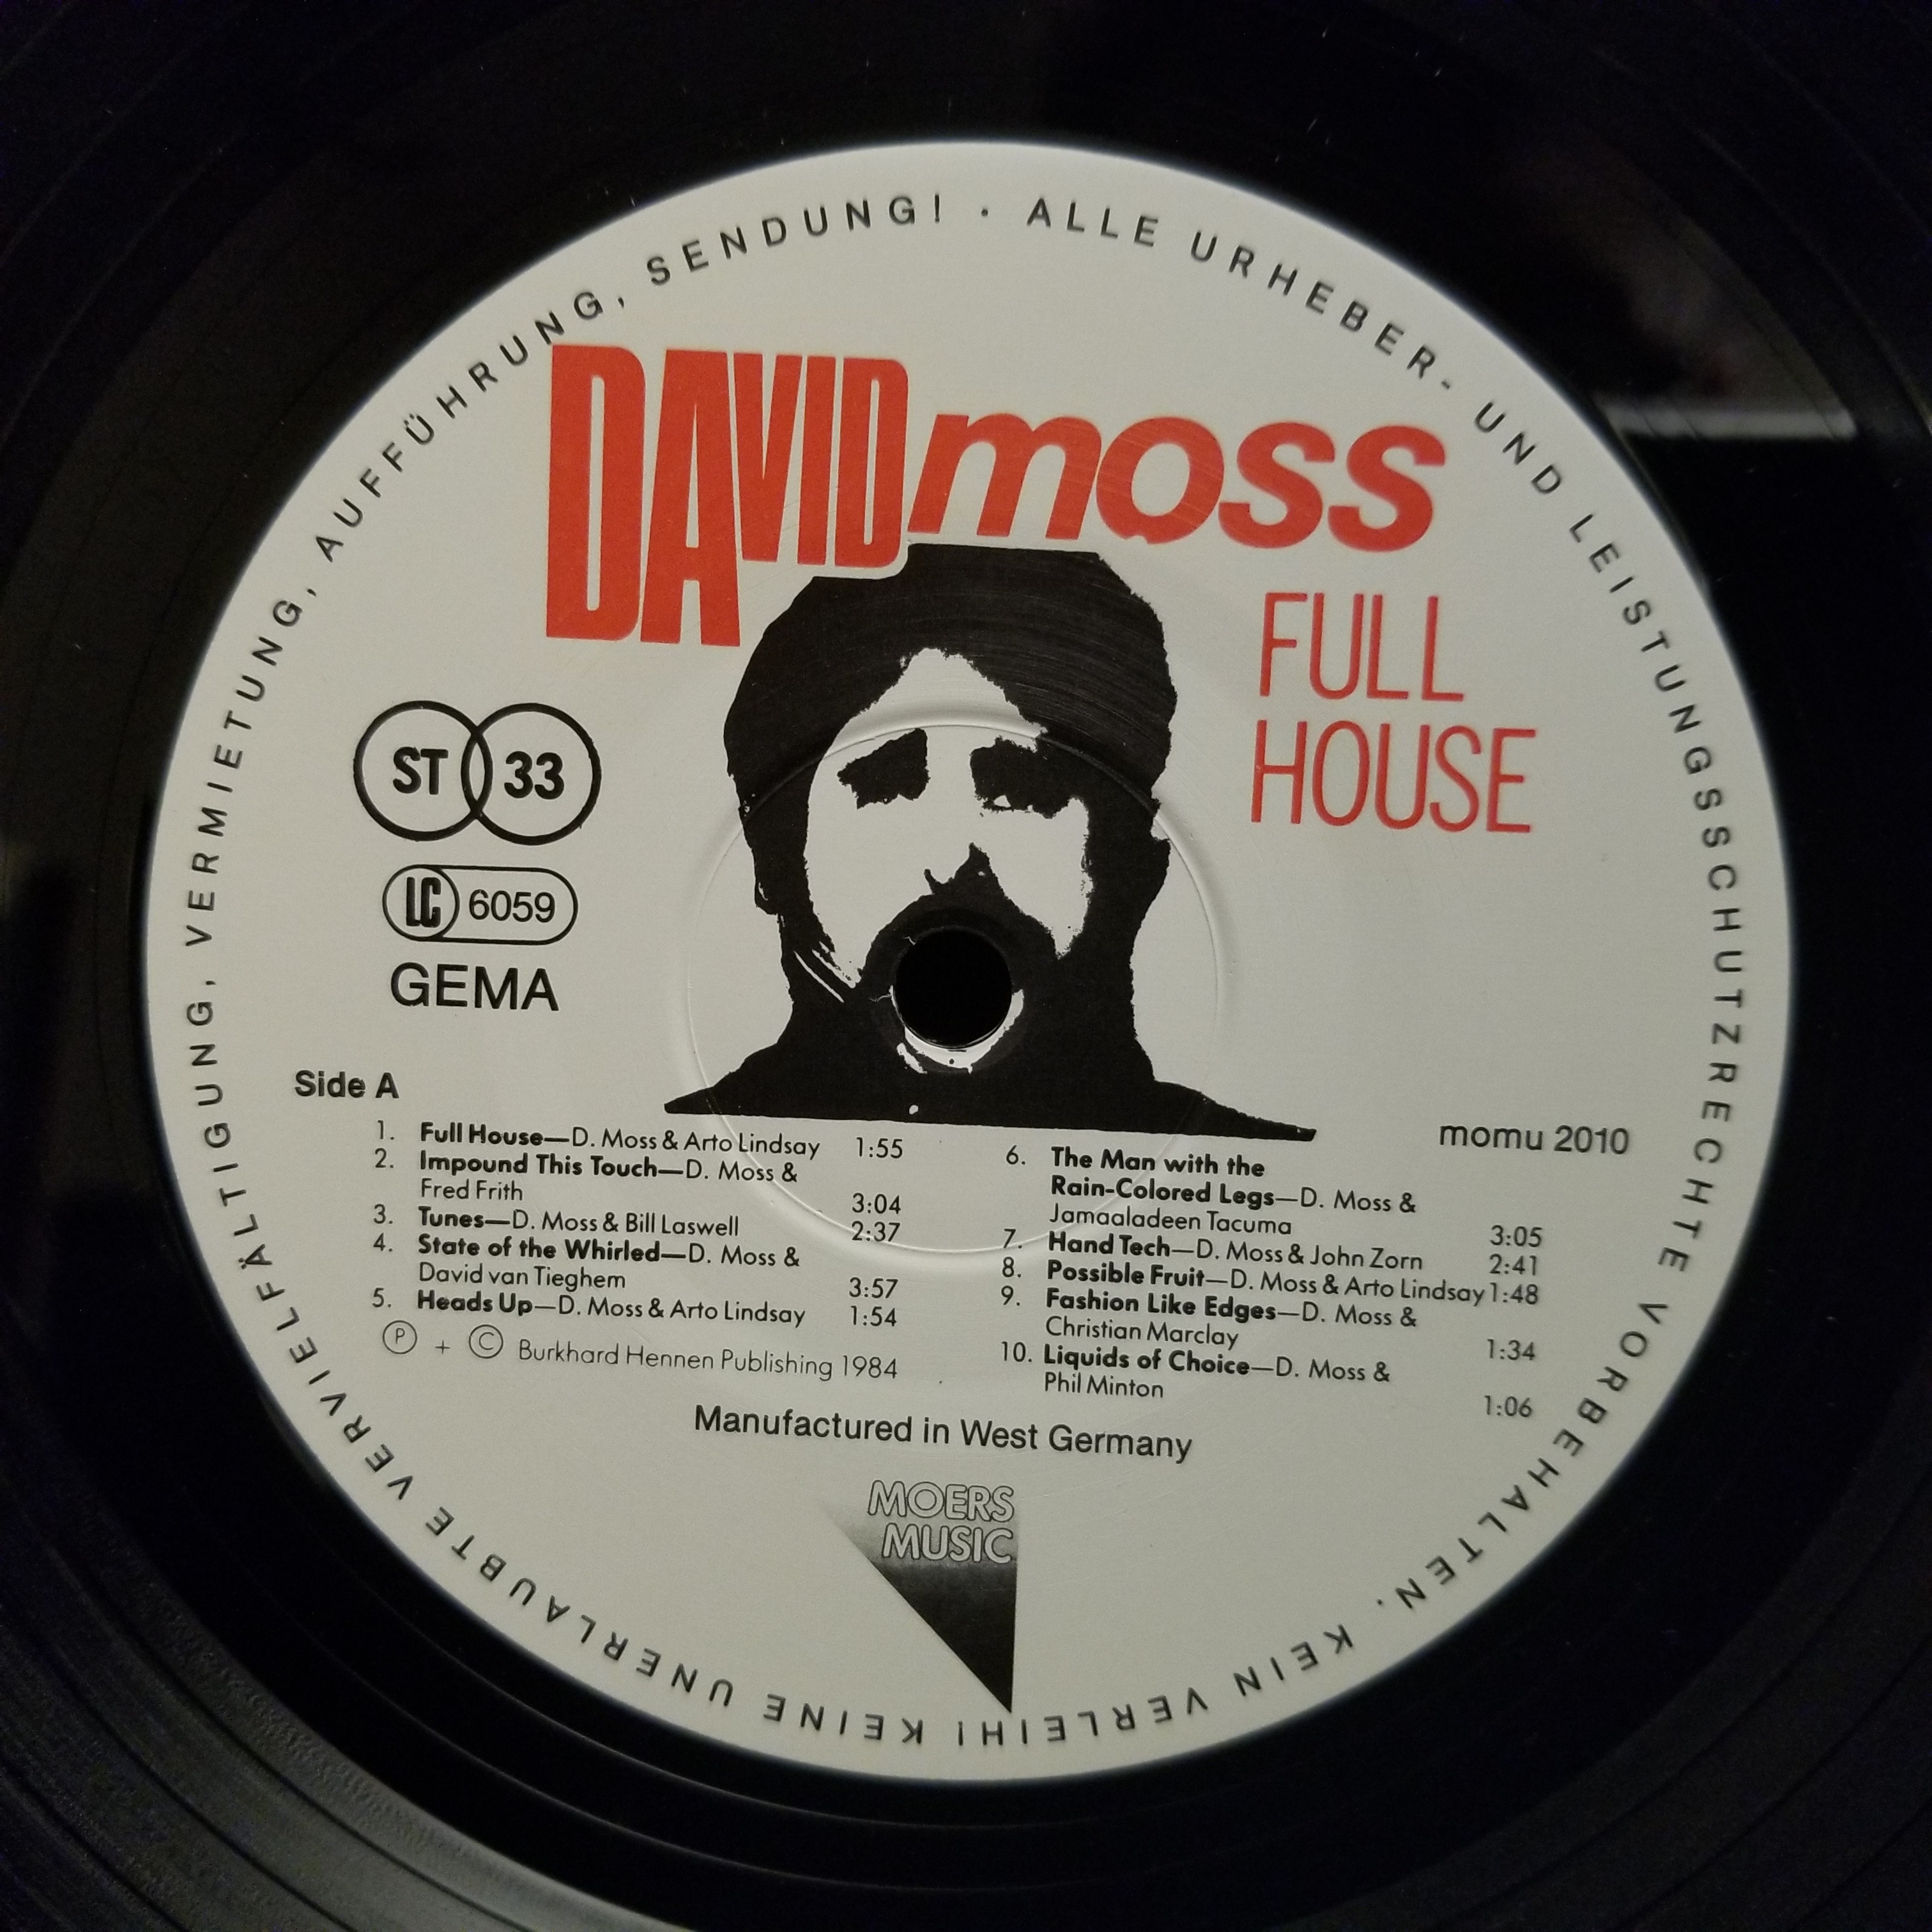 ALLE URHEBER- UND LEISTUNGSSCHUTZRECHTE VORBEHALTEN. KEIN VERLEIH! KEINE UNERLAUBTE VERVIELFÄLTIGUNG, VERMIETUNG, AUFFÜHRUNG, SENDUNG! ·
DAVID moss
FULL
HOUSE
ST 33
LC 6059
GEMA
Side A
momu 2010
1. Full House—D. Moss & Arto Lindsay 1:55
2. Impound This Touch—D. Moss &
Fred Frith 3:04
3. Tunes—D. Moss & Bill Laswell 2:37
4. State of the Whirled—D. Moss &
David van Tieghem 3:57
5. Heads Up—D. Moss & Arto Lindsay 1:54
6. The Man with the
Rain-Colored Legs—D. Moss &
Jamaaladeen Tacuma 3:05
7. Hand Tech—D. Moss & John Zorn 2:41
8. Possible Fruit—D. Moss & Arto Lindsay 1:48
9. Fashion Like Edges—D. Moss &
Christian Marclay 1:34
10. Liquids of Choice—D. Moss &
Phil Minton 1:06
Ⓟ + © Burkhard Hennen Publishing 1984
Manufactured in West Germany
MOERS
MUSIC